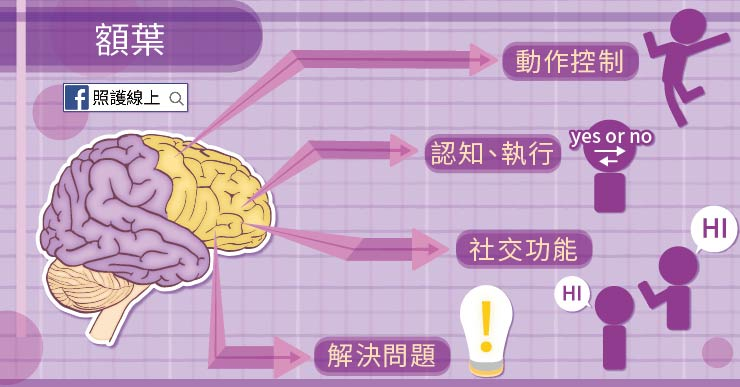 額葉
f 照護線上
動作控制
認知、執行
yes or no
社交功能
HI
HI
解決問題
!